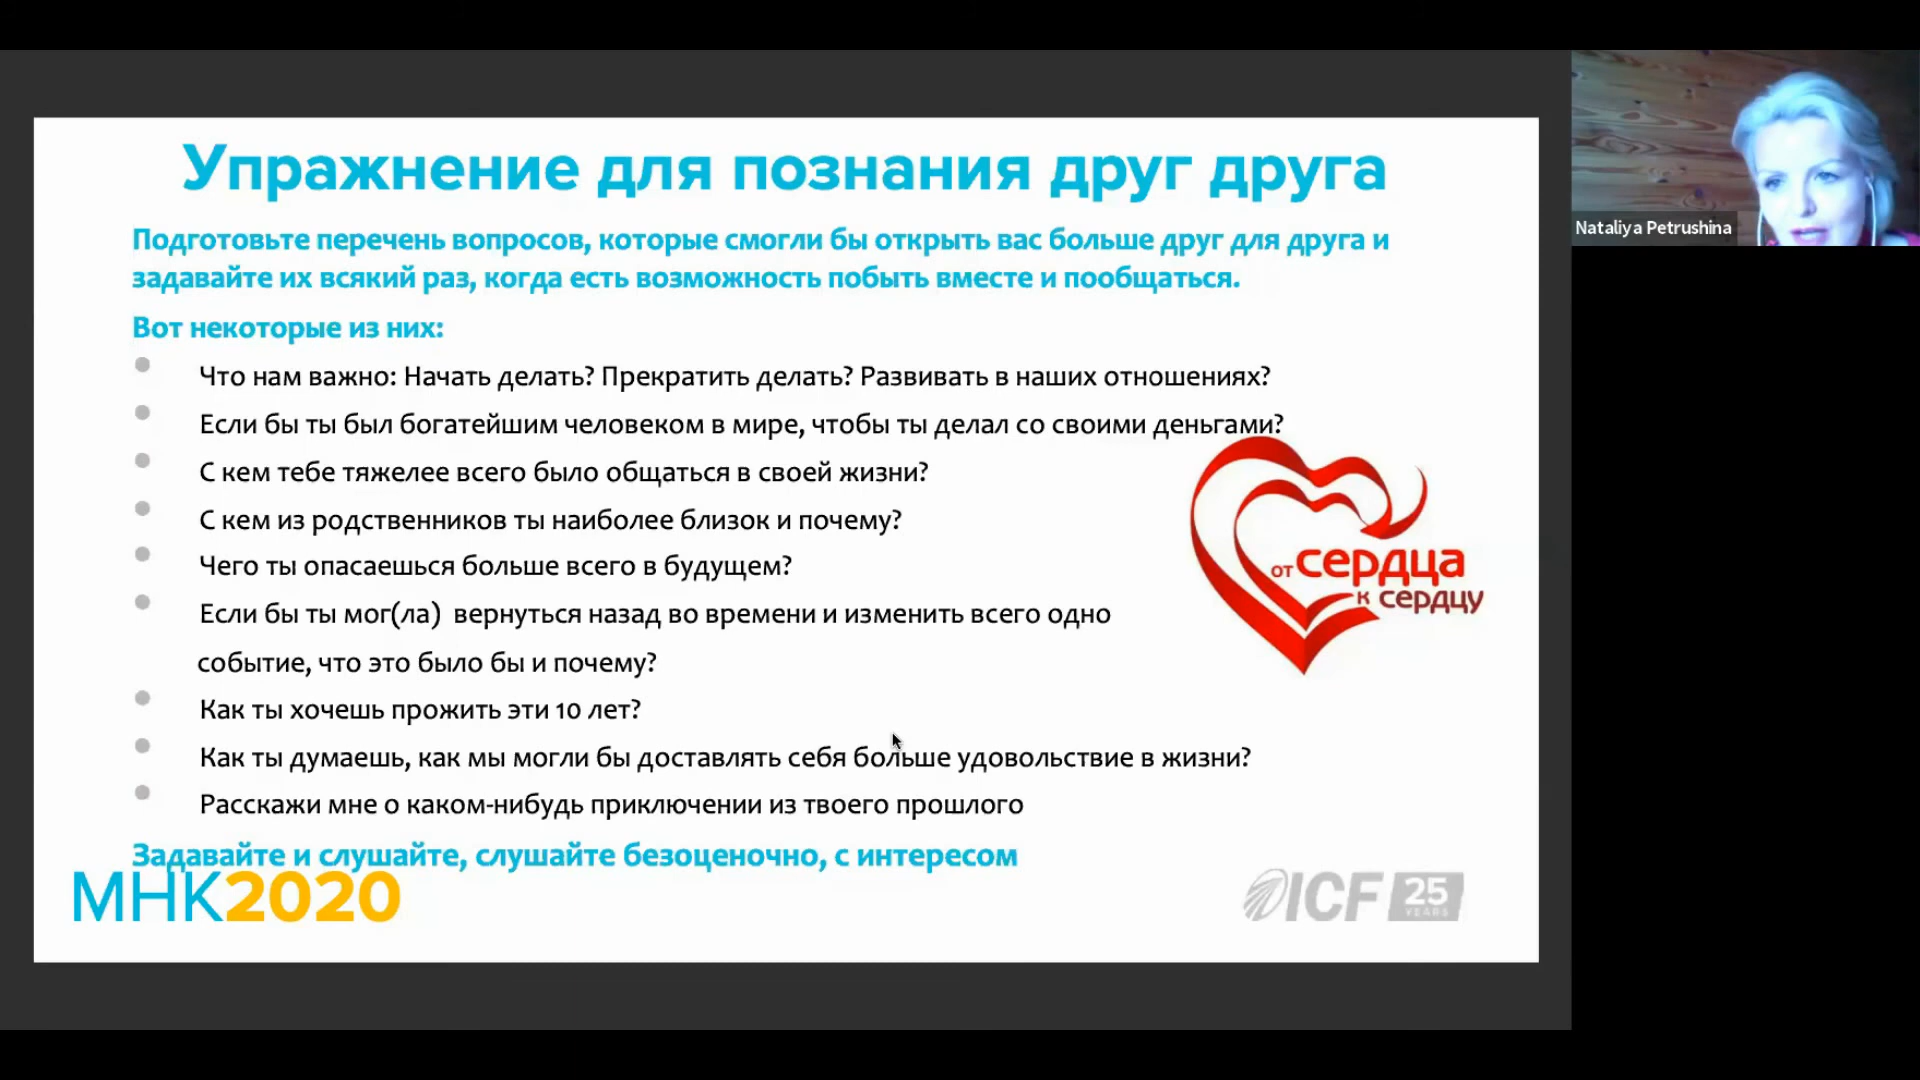 Упражнение для познания друг друга
Подготовьте перечень вопросов, которые смогли бы открыть вас больше друг для друга и
задавайте их всякий раз, когда есть возможность побыть вместе и пообщаться.
Вот некоторые из них:
Что нам важно: Начать делать? Прекратить делать? Развивать в наших отношениях?
Если бы ты был богатейшим человеком в мире, чтобы ты делал со своими деньгами?
С кем тебе тяжелее всего было общаться в своей жизни?
С кем из родственников ты наиболее близок и почему?
Чего ты опасаешься больше всего в будущем?
Если бы ты мог(ла) вернуться назад во времени и изменить всего одно
событие, что это было бы и почему?
Как ты хочешь прожить эти 10 лет?
Как ты думаешь, как мы могли бы доставлять себя больше удовольствие в жизни?
Расскажи мне о каком-нибудь приключении из твоего прошлого
Задавайте и слушайте, слушайте безоценочно, с интересом
от сердца
к сердцу
МНК2020
ICF 25
YEARS
Nataliya Petrushina